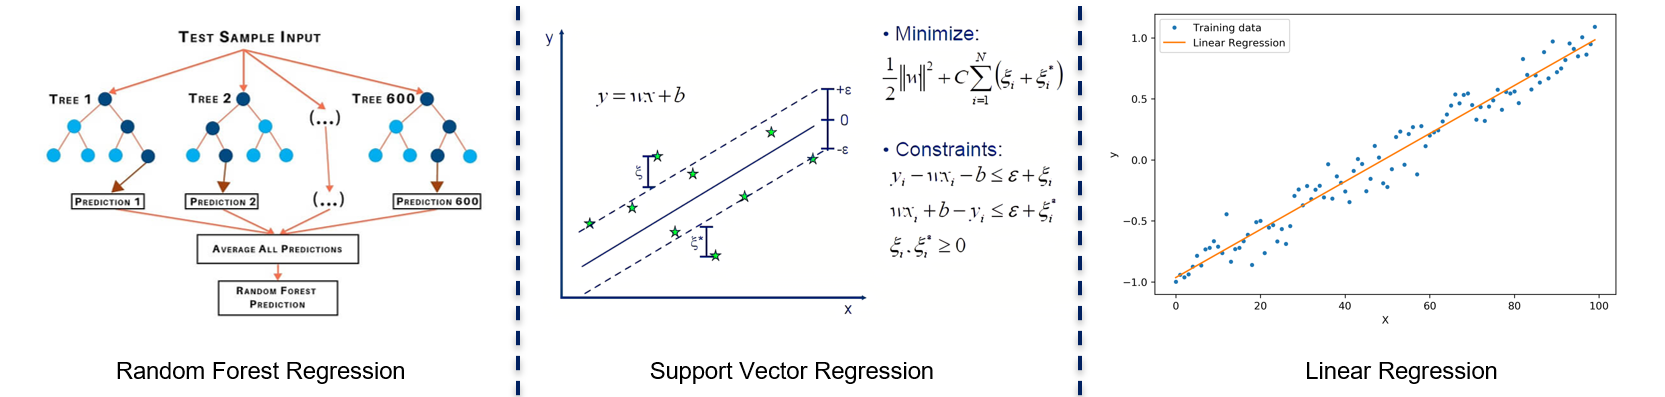 TEST SAMPLE INPUT
TREE 1
TREE 2
(...)
TREE 600
PREDICTION 1
PREDICTION 2
(...)
PREDICTION 600
AVERAGE ALL PREDICTIONS
RANDOM FOREST
PREDICTION
Random Forest Regression
y
y = wx + b
+ε
0
-ε
ξ
ξ*
x
• Minimize:
1/2 ||w||² + C ∑_{i=1}^{N} (ξ_i + ξ_i^*)
• Constraints:
y_i − wx_i − b ≤ ε + ξ_i
wx_i + b − y_i ≤ ε + ξ_i^*
ξ_i, ξ_i^* ≥ 0
Support Vector Regression
Training data
Linear Regression
y
1.0
0.5
0.0
−0.5
−1.0
0
20
40
60
80
100
X
Linear Regression